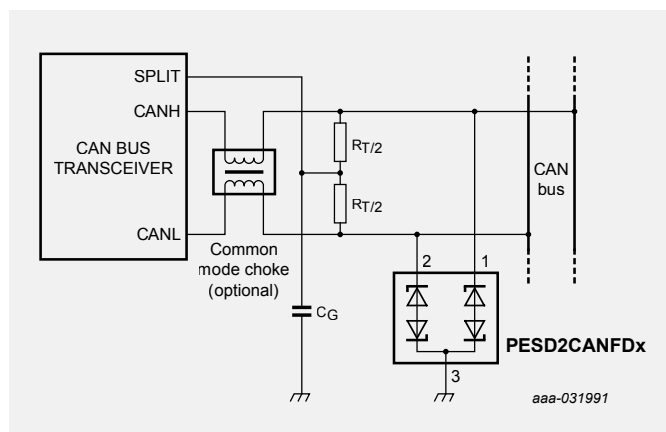 SPLIT
CANH
CAN BUS
TRANSCEIVER
CANL
Common
mode choke
(optional)
RT/2
RT/2
CG
CAN
bus
2
1
3
PESD2CANFDx
aaa-031991